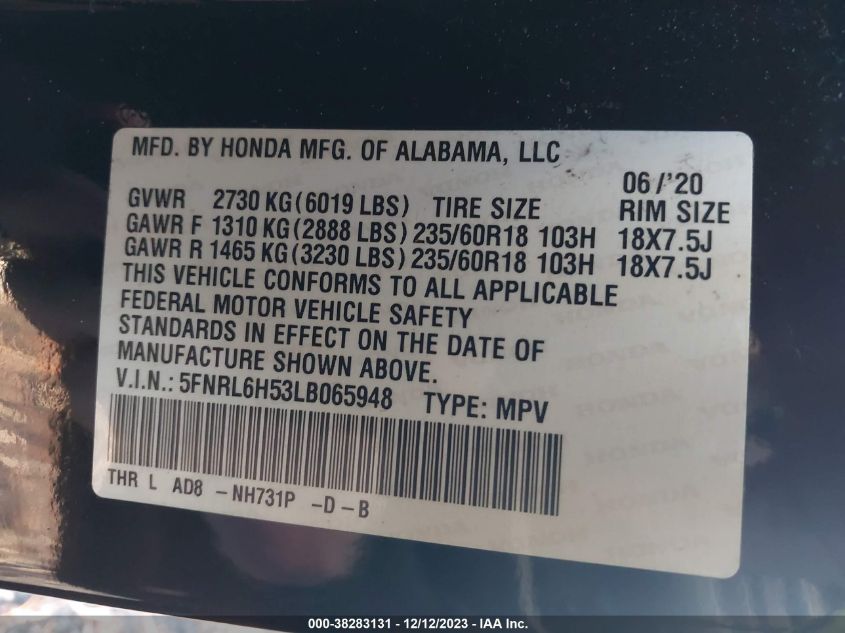 MFD. BY HONDA MFG. OF ALABAMA, LLC
06/'20
GVWR 2730 KG(6019 LBS) TIRE SIZE RIM SIZE
GAWR F 1310 KG(2888 LBS) 235/60R18 103H 18X7.5J
GAWR R 1465 KG(3230 LBS) 235/60R18 103H 18X7.5J
THIS VEHICLE CONFORMS TO ALL APPLICABLE
FEDERAL MOTOR VEHICLE SAFETY
STANDARDS IN EFFECT ON THE DATE OF
MANUFACTURE SHOWN ABOVE.
V.I.N.: 5FNRL6H53LB065948 TYPE: MPV
THR L AD8 -NH731P -D-B
000-38283131 - 12/12/2023 - IAA Inc.